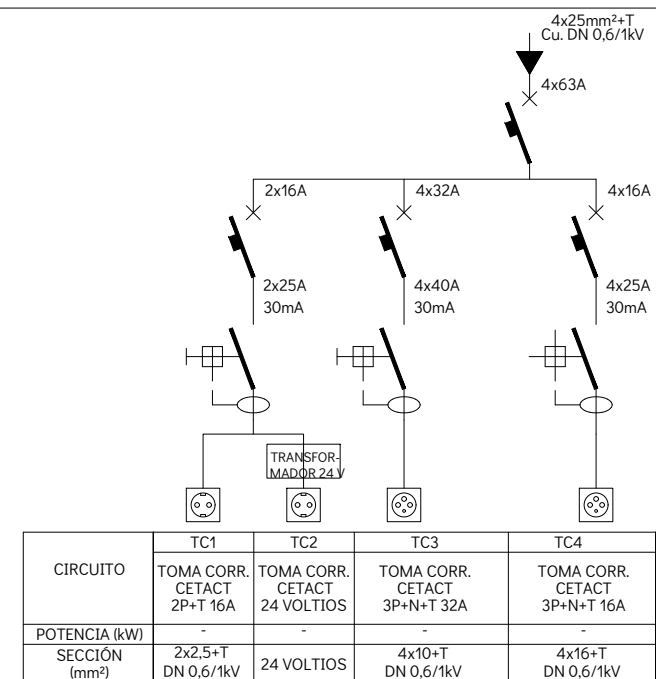 4x25mm²+T
Cu. DN 0,6/1kV
4x63A
2x16A
4x32A
4x16A
2x25A
30mA
4x40A
30mA
4x25A
30mA
TRANSFOR-
MADOR 24 V
CIRCUITO
TC1
TC2
TC3
TC4
TOMA CORR.
CETACT
2P+T 16A
TOMA CORR.
CETACT
24 VOLTIOS
TOMA CORR.
CETACT
3P+N+T 32A
TOMA CORR.
CETACT
3P+N+T 16A
POTENCIA (kW)
-
-
-
-
SECCIÓN
(mm²)
2x2,5+T
DN 0,6/1kV
24 VOLTIOS
4x10+T
DN 0,6/1kV
4x16+T
DN 0,6/1kV